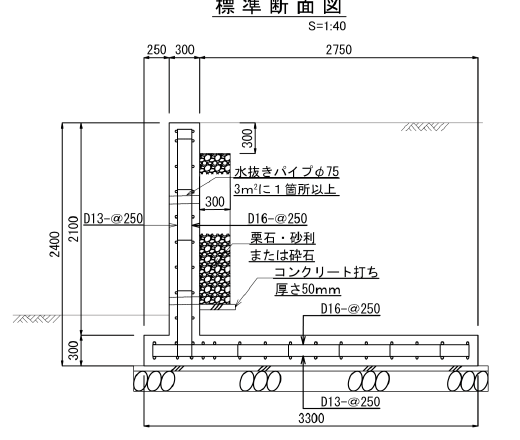 標準断面図
S=1:40
250
300
2750
300
水抜きパイプφ75
3m²に1箇所以上
300
D13-@250
D16-@250
2400
2100
栗石・砂利
または砕石
コンクリート打ち
厚さ50mm
D16-@250
300
D13-@250
3300